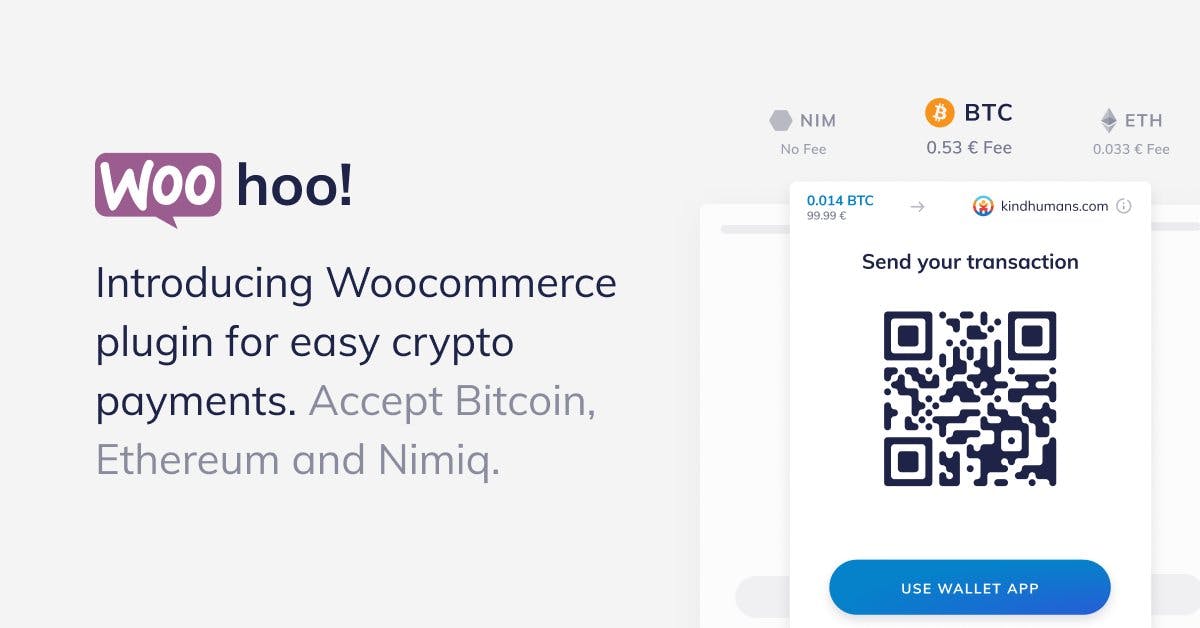 Woo hoo!
Introducing Woocommerce
plugin for easy crypto
payments. Accept Bitcoin,
Ethereum and Nimiq.
NIM
No Fee
BTC
0.53 € Fee
ETH
0.033 € Fee
0.014 BTC
99.99 €
kindhumans.com
Send your transaction
USE WALLET APP